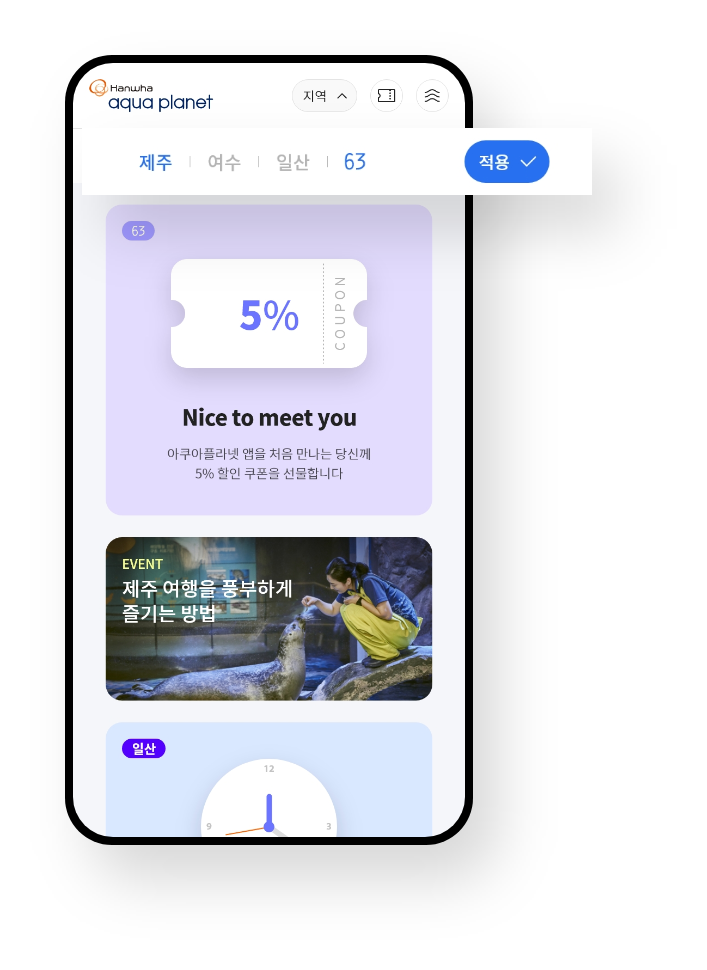 Hanwha
aqua planet
지역
제주
여수
일산
63
적용
63
5%
COUPON
Nice to meet you
아쿠아플라넷 앱을 처음 만나는 당신께
5% 할인 쿠폰을 선물합니다
EVENT
제주 여행을 풍부하게
즐기는 방법
일산
12
9
3